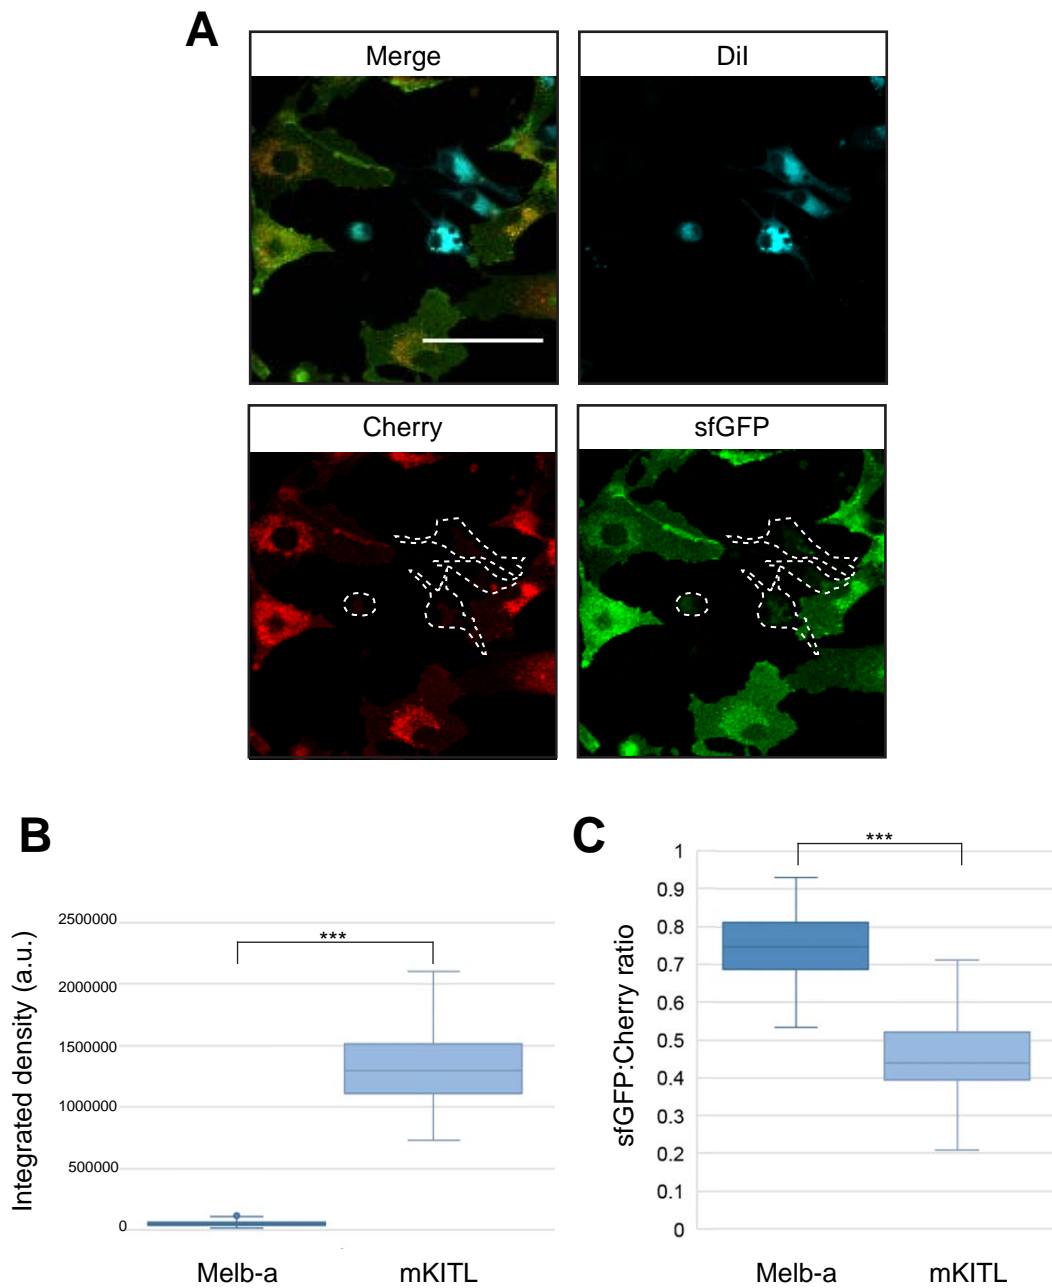 A
Merge
DiI
Cherry
sfGFP
B
Integrated density (a.u.)
2500000
2000000
1500000
1000000
500000
0
***
Melb-a
mKITL
C
sfGFP:Cherry ratio
1
0.9
0.8
0.7
0.6
0.5
0.4
0.3
0.2
0.1
0
***
Melb-a
mKITL